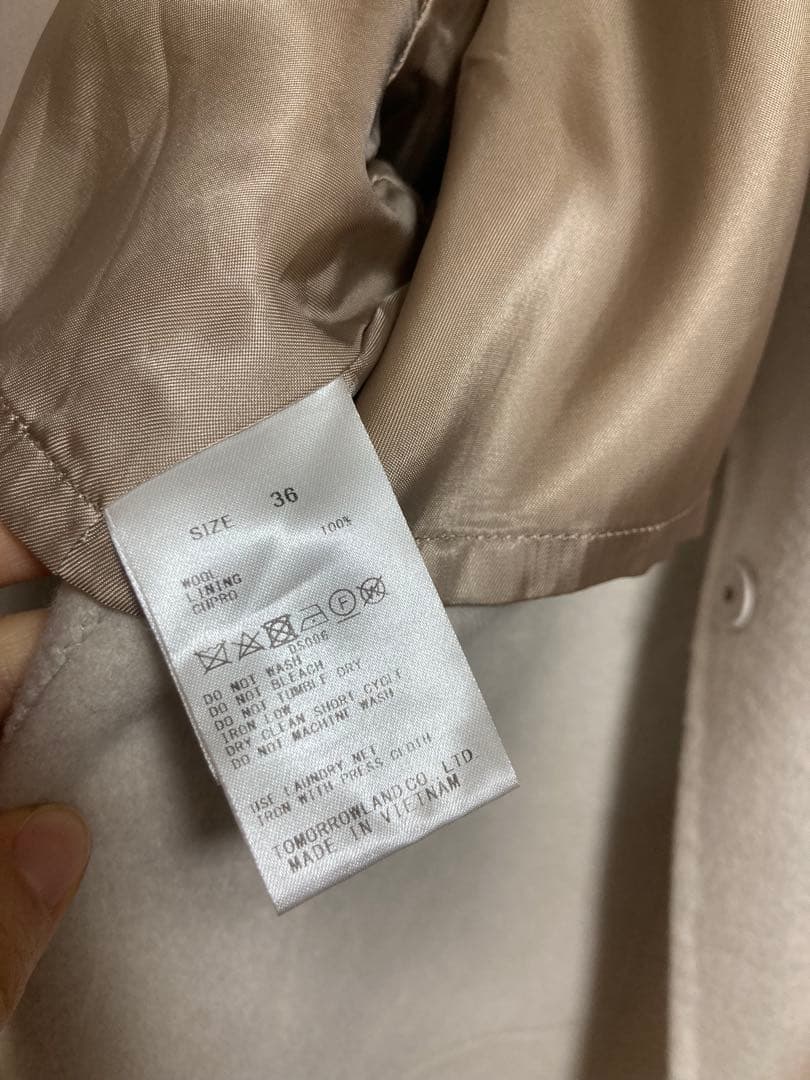 SIZE 36
WOOL 100%
LINING
CUPRO
F W
DS006
DO NOT WASH
DO NOT BLEACH
DO NOT TUMBLE DRY
IRON LOW
DRY CLEAN SHORT CYCLE
DO NOT MACHINE WASH
USE LAUNDRY NET
IRON WITH PRESS CLOTH
TOMORROWLAND CO., LTD.
MADE IN VIETNAM